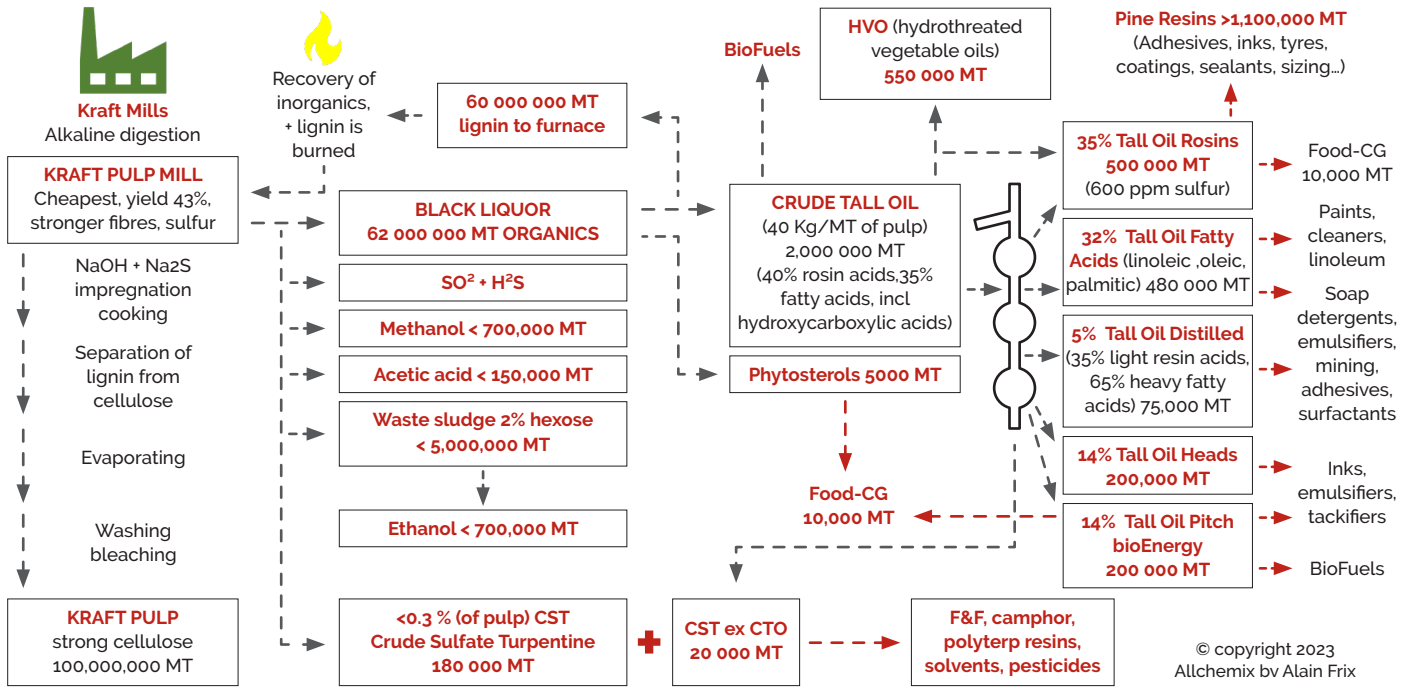 Kraft Mills
Alkaline digestion
KRAFT PULP MILL
Cheapest, yield 43%,
stronger fibres, sulfur
NaOH + Na2S
impregnation
cooking
Separation of
lignin from
cellulose
Evaporating
Washing
bleaching
KRAFT PULP
strong cellulose
100,000,000 MT
Recovery of
inorganics,
+ lignin is
burned
60 000 000 MT
lignin to furnace
BLACK LIQUOR
62 000 000 MT ORGANICS
SO² + H²S
Methanol < 700,000 MT
Acetic acid < 150,000 MT
Waste sludge 2% hexose
< 5,000,000 MT
Ethanol < 700,000 MT
<0.3 % (of pulp) CST
Crude Sulfate Turpentine
180 000 MT
BioFuels
HVO (hydrothreated
vegetable oils)
550 000 MT
CRUDE TALL OIL
(40 Kg/MT of pulp)
2,000 000 MT
(40% rosin acids,35%
fatty acids, incl
hydroxycarboxylic acids)
Phytosterols 5000 MT
Food-CG
10,000 MT
CST ex CTO
20 000 MT
F&F, camphor,
polyterp resins,
solvents, pesticides
Pine Resins >1,100,000 MT
(Adhesives, inks, tyres,
coatings, sealants, sizing…)
35% Tall Oil Rosins
500 000 MT
(600 ppm sulfur)
32% Tall Oil Fatty
Acids (linoleic ,oleic,
palmitic) 480 000 MT
5% Tall Oil Distilled
(35% light resin acids,
65% heavy fatty
acids) 75,000 MT
14% Tall Oil Heads
200,000 MT
14% Tall Oil Pitch
bioEnergy
200 000 MT
Food-CG
10,000 MT
Paints,
cleaners,
linoleum
Soap
detergents,
emulsifiers,
mining,
adhesives,
surfactants
Inks,
emulsifiers,
tackifiers
BioFuels
© copyright 2023
Allchemix by Alain Frix